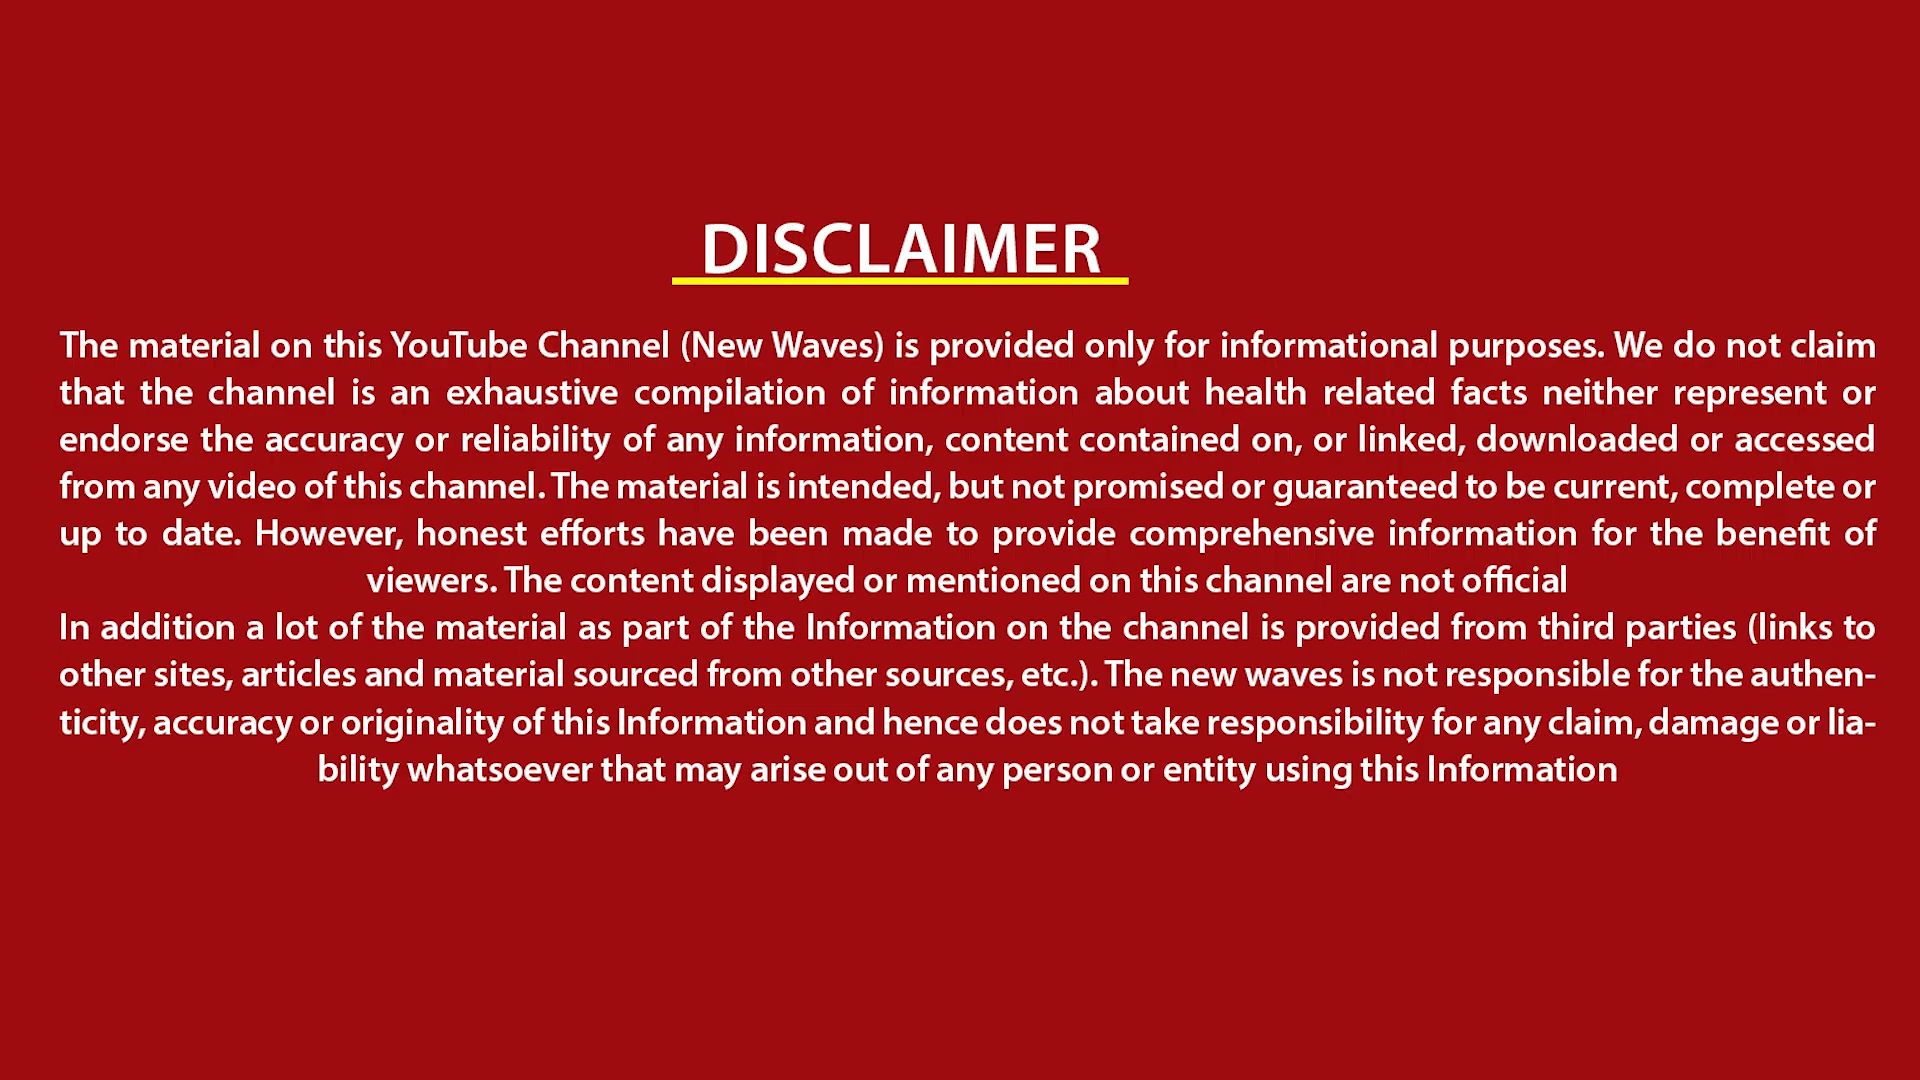 DISCLAIMER
The material on this YouTube Channel (New Waves) is provided only for informational purposes. We do not claim
that the channel is an exhaustive compilation of information about health related facts neither represent or
endorse the accuracy or reliability of any information, content contained on, or linked, downloaded or accessed
from any video of this channel. The material is intended, but not promised or guaranteed to be current, complete or
up to date. However, honest efforts have been made to provide comprehensive information for the benefit of
viewers. The content displayed or mentioned on this channel are not official
In addition a lot of the material as part of the Information on the channel is provided from third parties (links to
other sites, articles and material sourced from other sources, etc.). The new waves is not responsible for the authen-
ticity, accuracy or originality of this Information and hence does not take responsibility for any claim, damage or lia-
bility whatsoever that may arise out of any person or entity using this Information